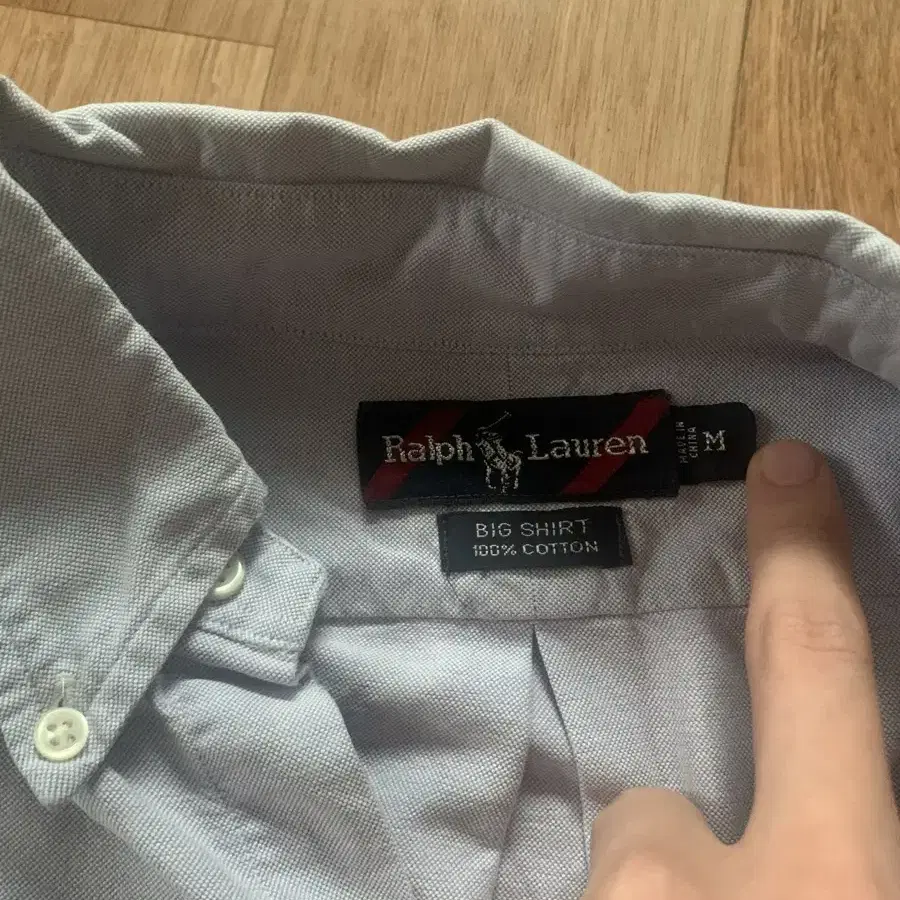 Ralph Lauren
MADE IN
CHINA
M
BIG SHIRT
100% COTTON